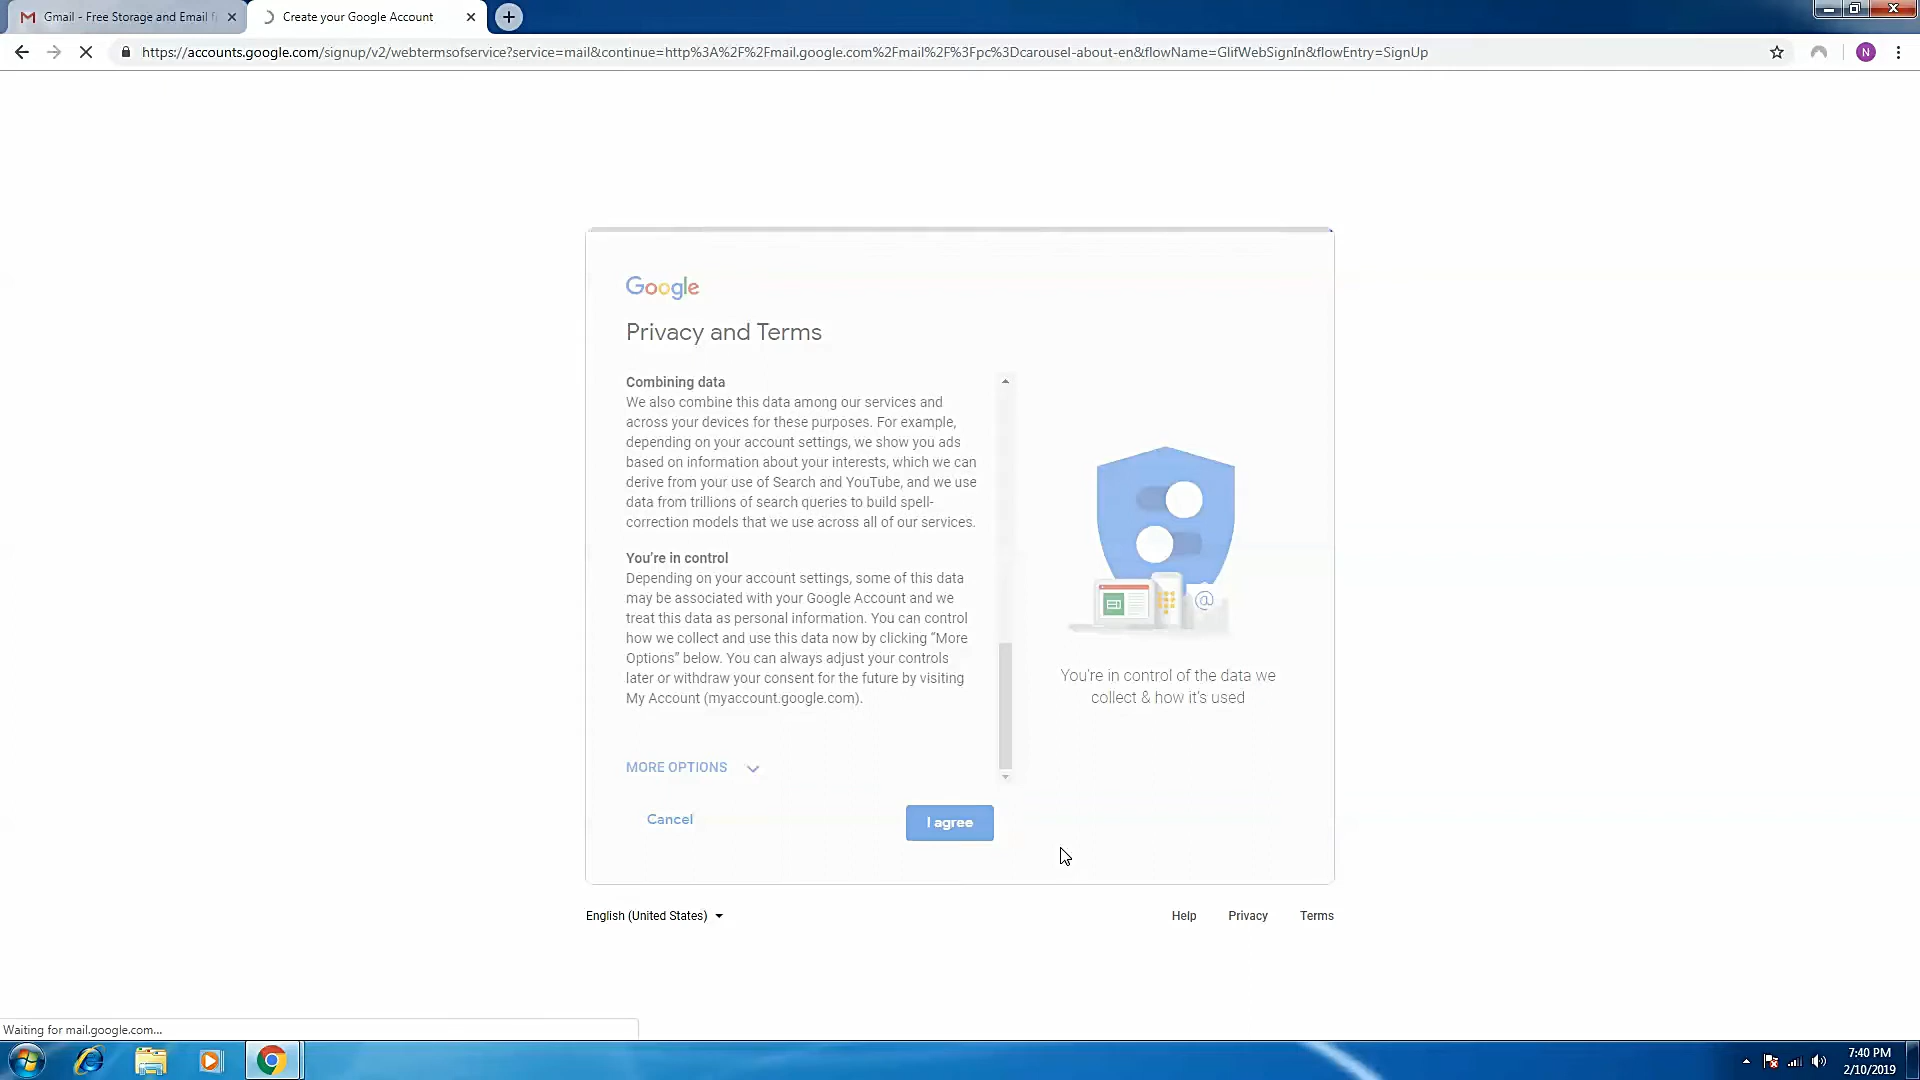 Gmail - Free Storage and Email f
Create your Google Account
https://accounts.google.com/signup/v2/webtermsofservice?service=mail&continue=http%3A%2F%2Fmail.google.com%2Fmail%2F%3Fpc%3Dcarousel-about-en&flowName=GlifWebSignIn&flowEntry=SignUp
N
Google
Privacy and Terms
Combining data
We also combine this data among our services and
across your devices for these purposes. For example,
depending on your account settings, we show you ads
based on information about your interests, which we can
derive from your use of Search and YouTube, and we use
data from trillions of search queries to build spell-
correction models that we use across all of our services.
You're in control
Depending on your account settings, some of this data
may be associated with your Google Account and we
treat this data as personal information. You can control
how we collect and use this data now by clicking “More
Options” below. You can always adjust your controls
later or withdraw your consent for the future by visiting
My Account (myaccount.google.com).
MORE OPTIONS
Cancel
I agree
@
You're in control of the data we
collect & how it's used
English (United States)
Help
Privacy
Terms
Waiting for mail.google.com...
7:40 PM
2/10/2019